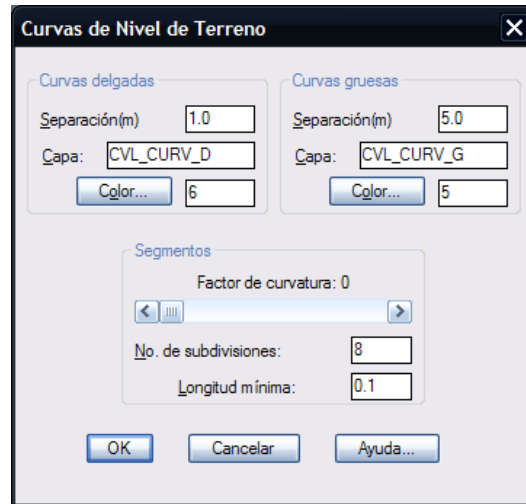 Curvas de Nivel de Terreno
Curvas delgadas
Separación(m) 1.0
Capa: CVL_CURV_D
Color... 6
Curvas gruesas
Separación(m) 5.0
Capa: CVL_CURV_G
Color... 5
Segmentos
Factor de curvatura: 0
No. de subdivisiones: 8
Longitud mínima: 0.1
OK Cancelar Ayuda...